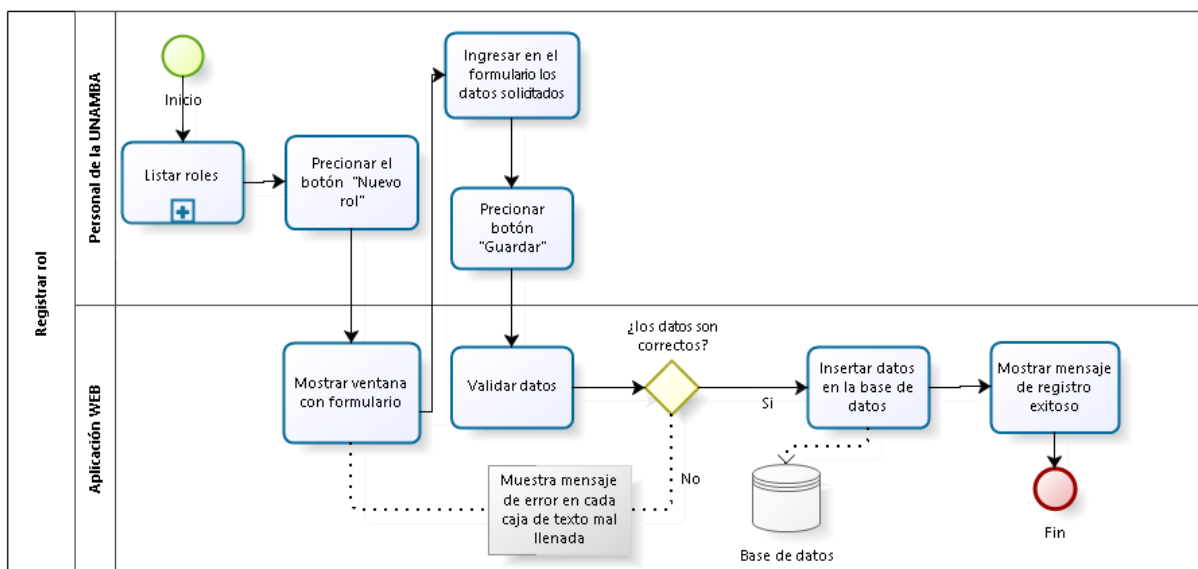 Registrar rol
Personal de la UNAMBA
Inicio
Listar roles
Precionar el
botón "Nuevo
rol"
Ingresar en el
formulario los
datos solicitados
Precionar
botón
"Guardar"
Aplicación WEB
Mostrar ventana
con formulario
Validar datos
¿los datos son
correctos?
Si
No
Insertar datos
en la base de
datos
Mostrar mensaje
de registro
exitoso
Muestra mensaje
de error en cada
caja de texto mal
llenada
Base de datos
Fin